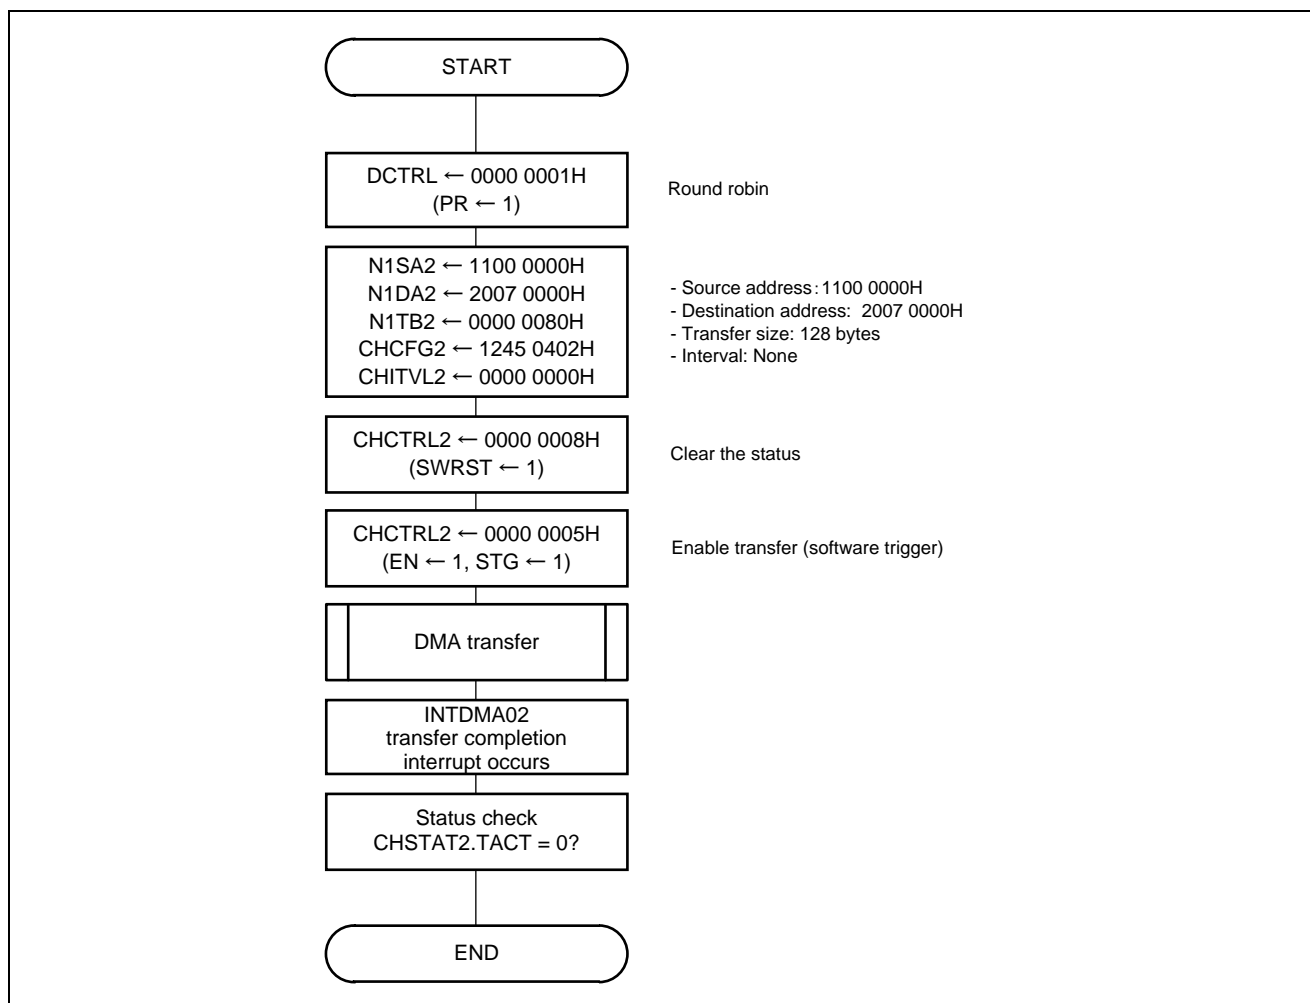 START
DCTRL ← 0000 0001H
(PR ← 1)
Round robin
N1SA2 ← 1100 0000H
N1DA2 ← 2007 0000H
N1TB2 ← 0000 0080H
CHCFG2 ← 1245 0402H
CHITVL2 ← 0000 0000H
- Source address：1100 0000H
- Destination address:  2007 0000H
- Transfer size: 128 bytes
- Interval: None
CHCTRL2 ← 0000 0008H
(SWRST ← 1)
Clear the status
CHCTRL2 ← 0000 0005H
(EN ← 1, STG ← 1)
Enable transfer (software trigger)
DMA transfer
INTDMA02
transfer completion
interrupt occurs
Status check
CHSTAT2.TACT = 0?
END